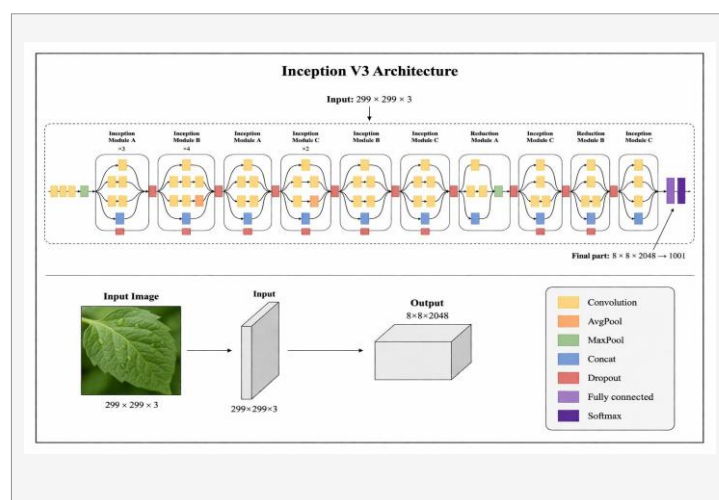 Inception V3 Architecture
Input: 299 × 299 × 3
Inception Module A ×3
Inception Module B ×4
Inception Module A
Inception Module C ×2
Inception Module B
Inception Module C
Reduction Module A
Inception Module C
Reduction Module B
Inception Module C
Final part: 8 × 8 × 2048 → 1001
Input Image
299 × 299 × 3
Input
299×299×3
Output
8×8×2048
Convolution
AvgPool
MaxPool
Concat
Dropout
Fully connected
Softmax